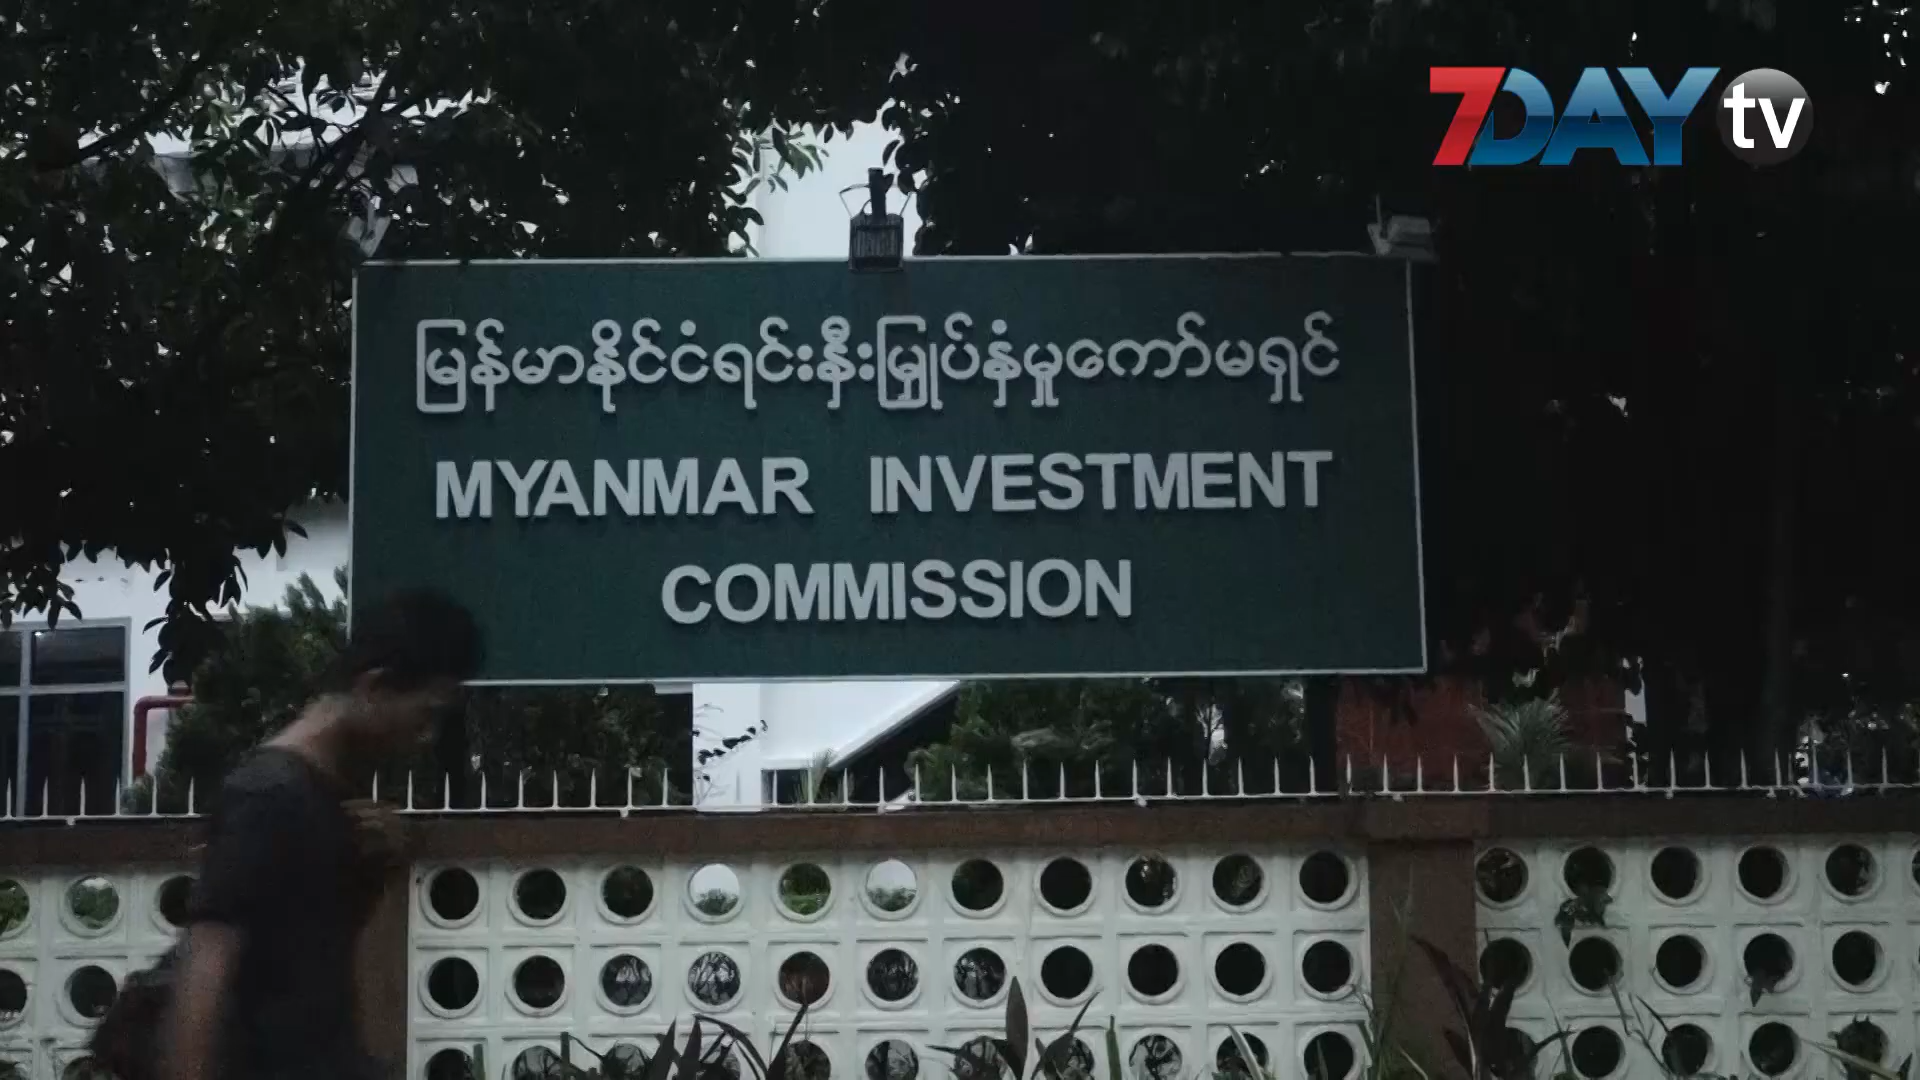 7DAY tv
မြန်မာနိုင်ငံရင်းနှီးမြှုပ်နှံမှုကော်မရှင်
MYANMAR INVESTMENT
COMMISSION